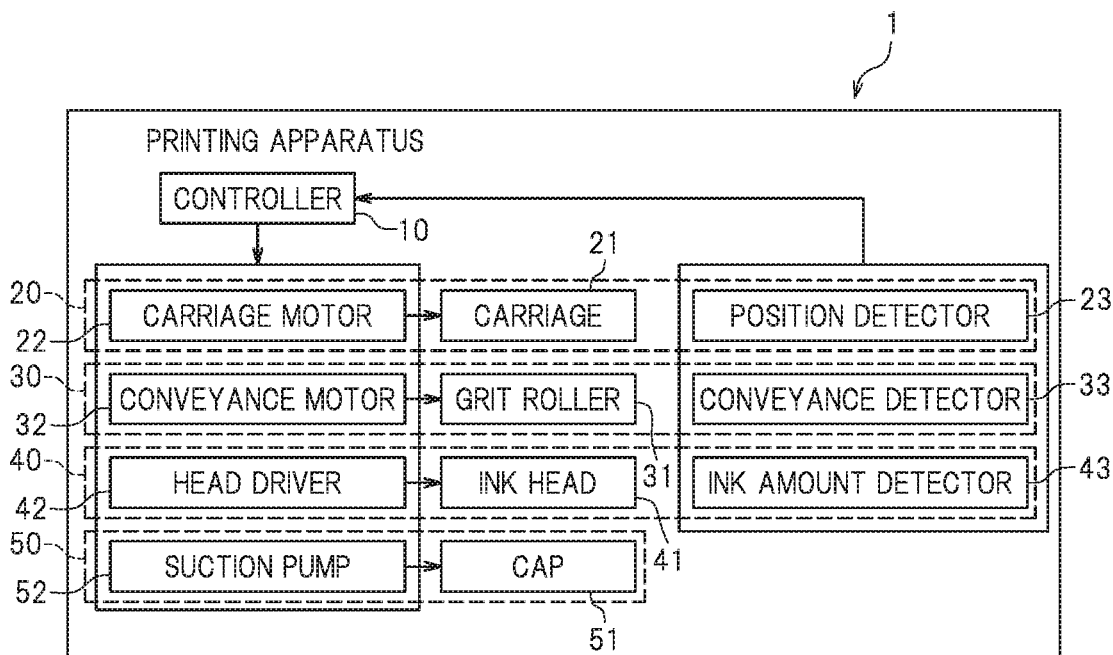 1
PRINTING APPARATUS
CONTROLLER
10
20
21
CARRIAGE MOTOR
CARRIAGE
POSITION DETECTOR
23
22
30
CONVEYANCE MOTOR
GRIT ROLLER
CONVEYANCE DETECTOR
33
32
31
40
HEAD DRIVER
INK HEAD
INK AMOUNT DETECTOR
43
42
41
50
SUCTION PUMP
CAP
52
51